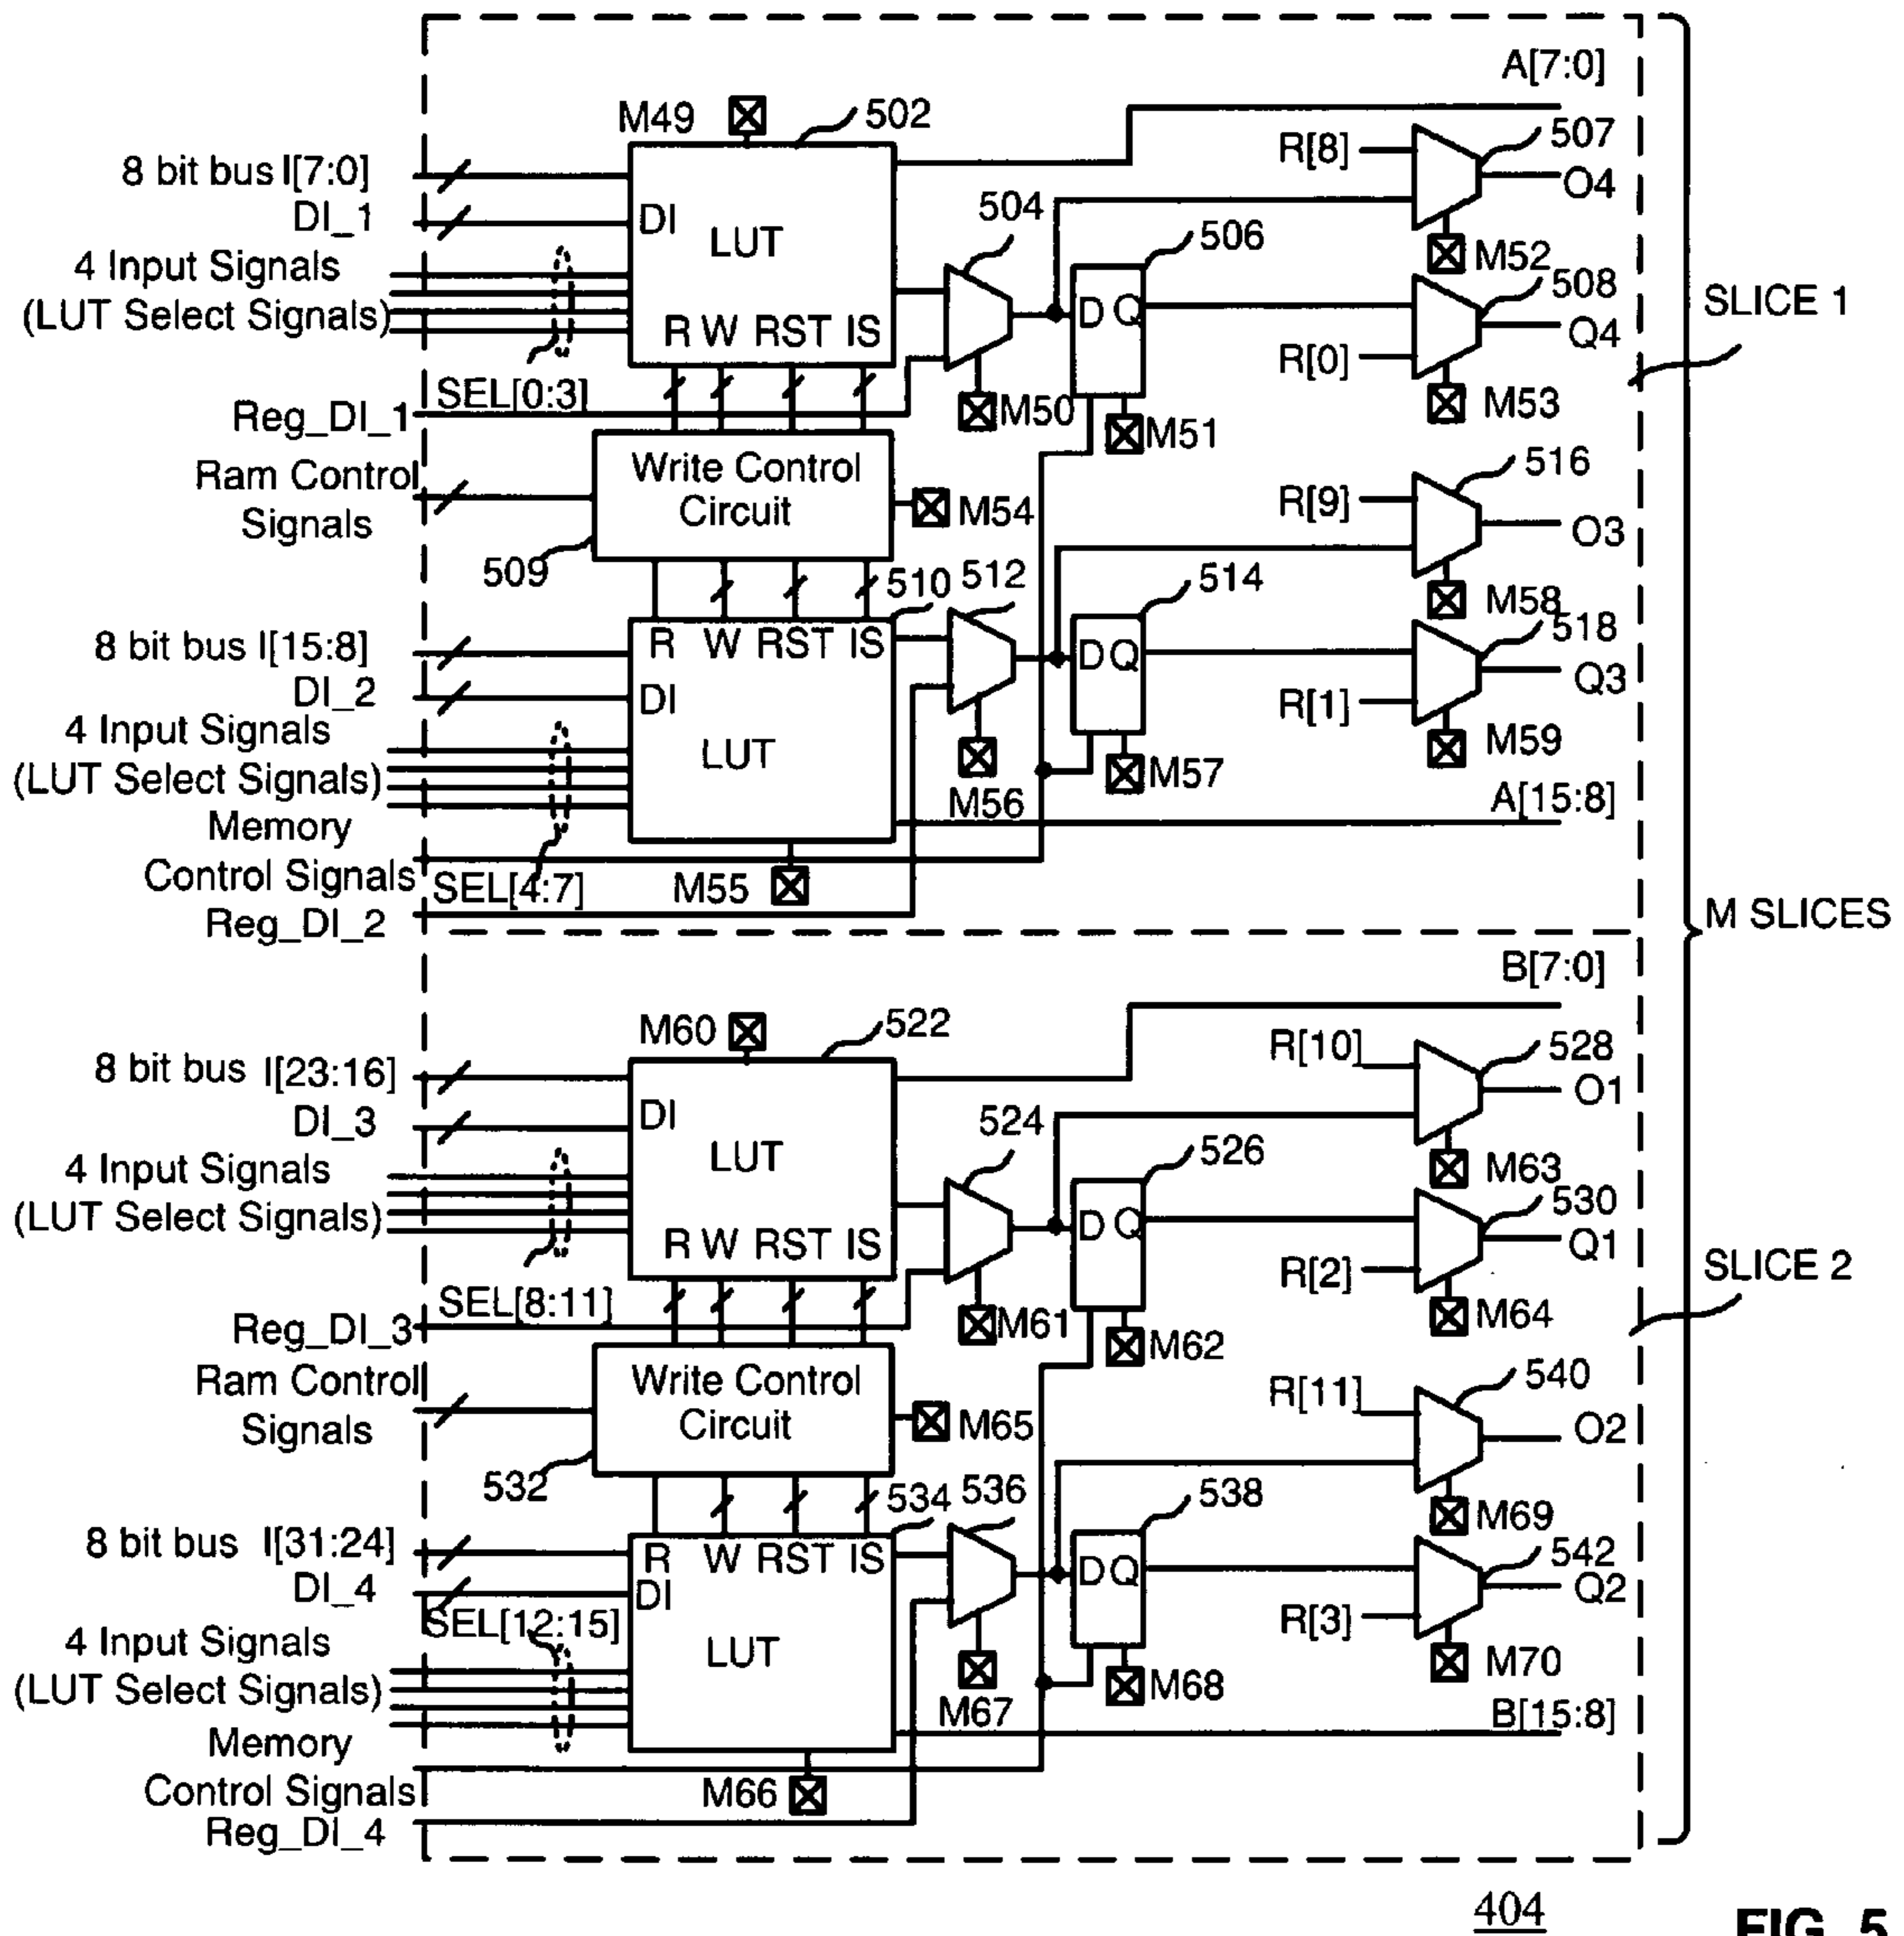 A[7:0]
M49
502
507
8 bit bus I[7:0]
R[8]
O4
DI_1
DI
LUT
504
506
M52
4 Input Signals
(LUT Select Signals)
508
SLICE 1
D Q
Q4
R W RST IS
R[0]
SEL[0:3]
M50
M51
M53
Reg_DI_1
Ram Control
Signals
Write Control
Circuit
M54
516
R[9]
O3
509
510
512
514
M58
518
8 bit bus I[15:8]
R W RST IS
D Q
DI_2
DI
Q3
R[1]
4 Input Signals
(LUT Select Signals)
LUT
M57
M59
M56
A[15:8]
Memory
Control Signals
SEL[4:7]
M55
Reg_DI_2
M SLICES
B[7:0]
M60
522
R[10]
528
8 bit bus I[23:16]
O1
DI_3
DI
LUT
524
526
M63
4 Input Signals
(LUT Select Signals)
530
D Q
Q1
R W RST IS
R[2]
SLICE 2
SEL[8:11]
M61
M62
M64
Reg_DI_3
Ram Control
Signals
Write Control
Circuit
M65
540
R[11]
O2
532
534
536
538
M69
8 bit bus I[31:24]
R W RST IS
D Q
542
DI_4
DI
Q2
SEL[12:15]
R[3]
4 Input Signals
(LUT Select Signals)
LUT
M67
M68
M70
B[15:8]
Memory
Control Signals
M66
Reg_DI_4
404
FIG. 5